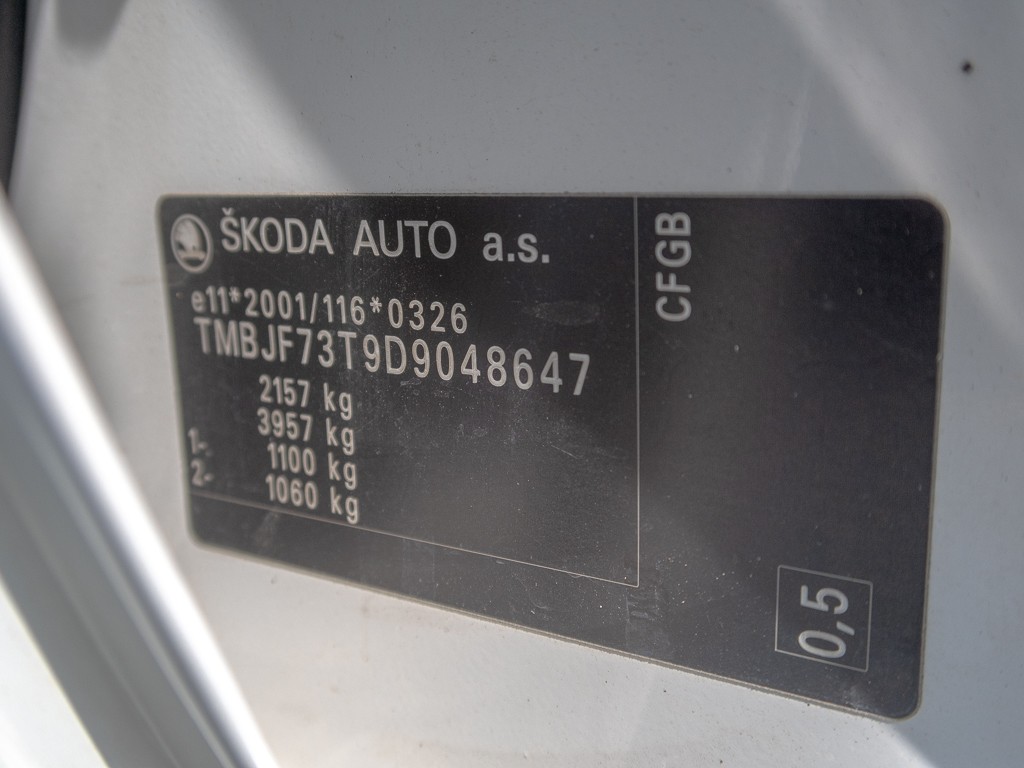 ŠKODA AUTO a.s.
e11*2001/116*0326
TMBJF73T9D9048647
2157 kg
3957 kg
1- 1100 kg
2- 1060 kg
CFGB
0,5